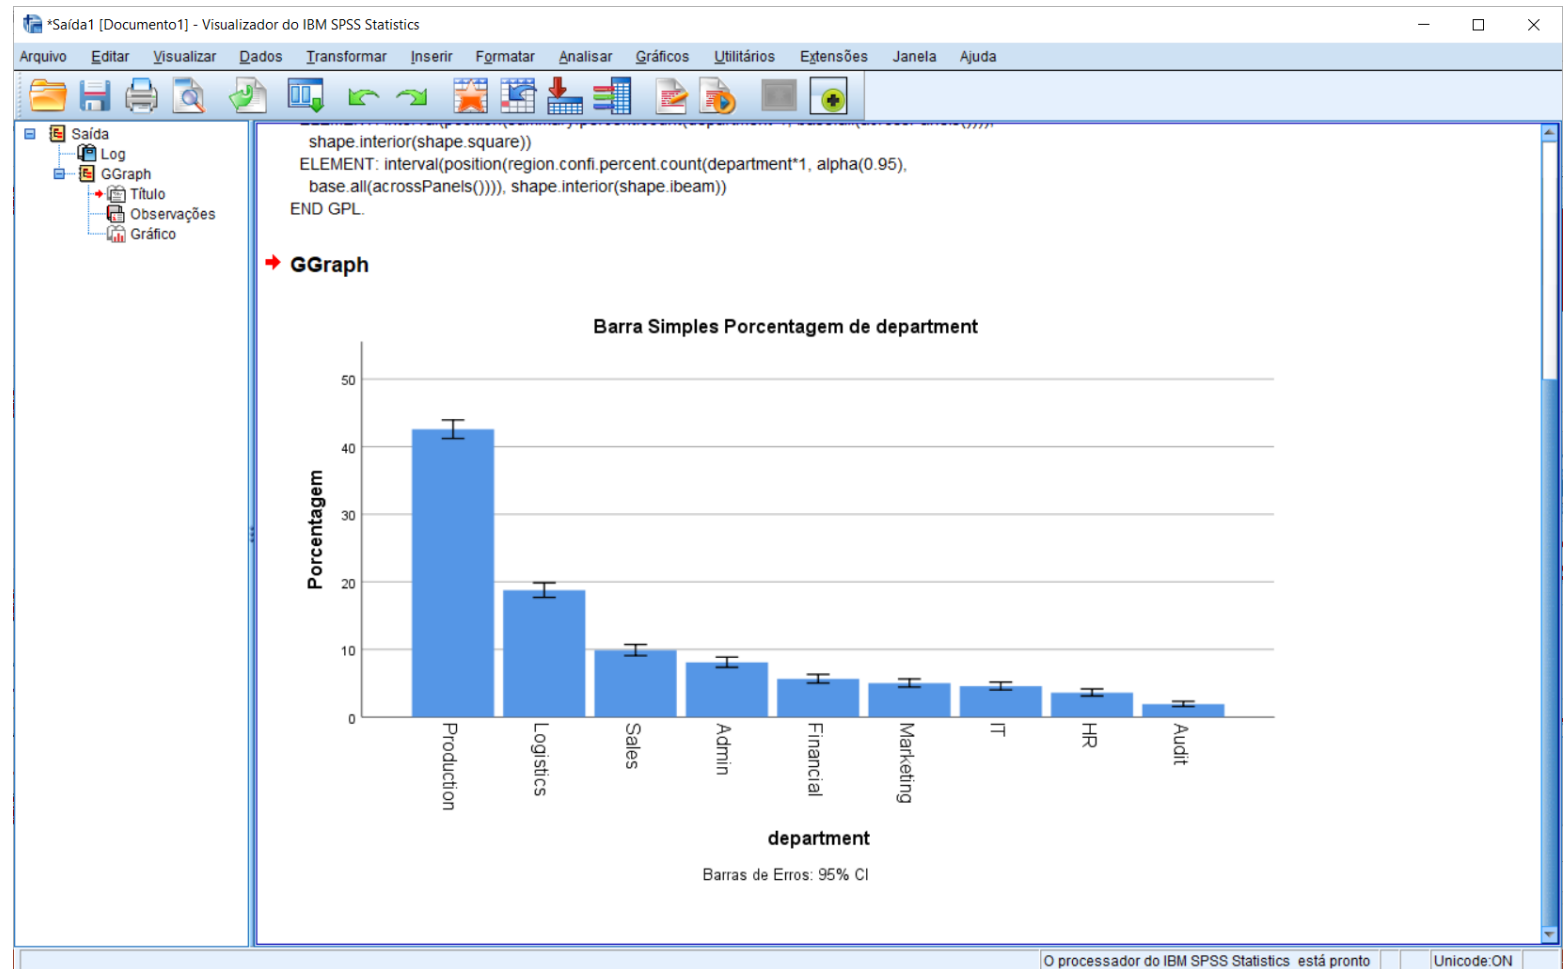 *Saída1 [Documento1] - Visualizador do IBM SPSS Statistics
Arquivo Editar Visualizar Dados Transformar Inserir Formatar Analisar Gráficos Utilitários Extensões Janela Ajuda
Saída
Log
GGraph
Título
Observações
Gráfico
shape.interior(shape.square))
ELEMENT: interval(position(region.confi.percent.count(department*1, alpha(0.95),
base.all(acrossPanels()))), shape.interior(shape.ibeam))
END GPL.
GGraph
Barra Simples Porcentagem de department
Porcentagem
50
40
30
20
10
0
Production
Logistics
Sales
Admin
Financial
Marketing
IT
HR
Audit
department
Barras de Erros: 95% CI
O processador do IBM SPSS Statistics está pronto
Unicode:ON